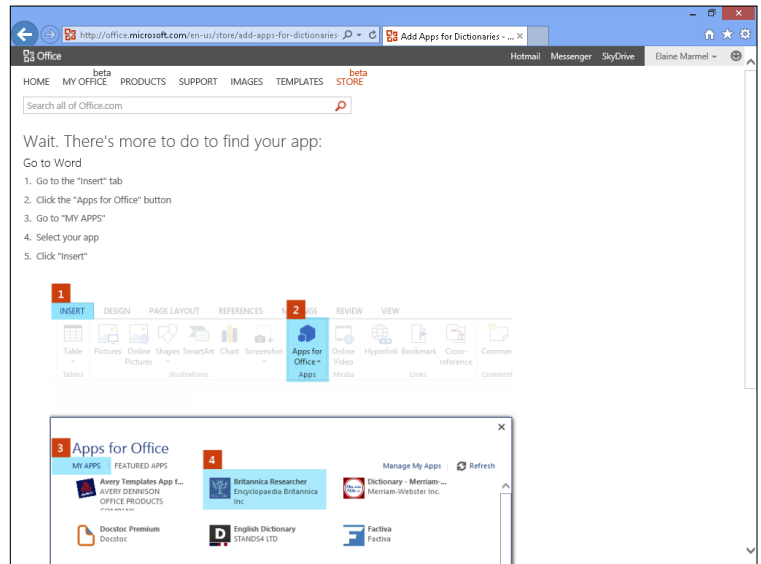 http://office.microsoft.com/en-us/store/add-apps-for-dictionaries-
Add Apps for Dictionaries - ...
Office
Hotmail Messenger SkyDrive Elaine Marmel
beta beta
HOME MY OFFICE PRODUCTS SUPPORT IMAGES TEMPLATES STORE
Search all of Office.com
Wait. There's more to do to find your app:
Go to Word
1. Go to the "Insert" tab
2. Click the "Apps for Office" button
3. Go to "MY APPS"
4. Select your app
5. Click "Insert"
1
2
INSERT DESIGN PAGE LAYOUT REFERENCES M GS REVIEW VIEW
Table Pictures Online Shapes SmartArt Chart Screenshot Apps for Online Hyperlink Bookmark Cross- Commen
Pictures Office Video reference
Tables Illustrations Apps Media Links Comment
3 Apps for Office
4
MY APPS FEATURED APPS Manage My Apps Refresh
Avery Templates App f... Britannica Researcher Dictionary - Merriam-...
AVERY DENNISON Encyclopaedia Britannica Merriam-Webster Inc.
OFFICE PRODUCTS Inc
COMPANY
Docstoc Premium English Dictionary Factiva
Docstoc D STANDS4 LTD Factiva